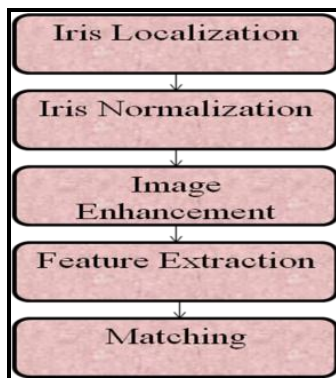 Iris Localization
Iris Normalization
Image
Enhancement
Feature Extraction
Matching